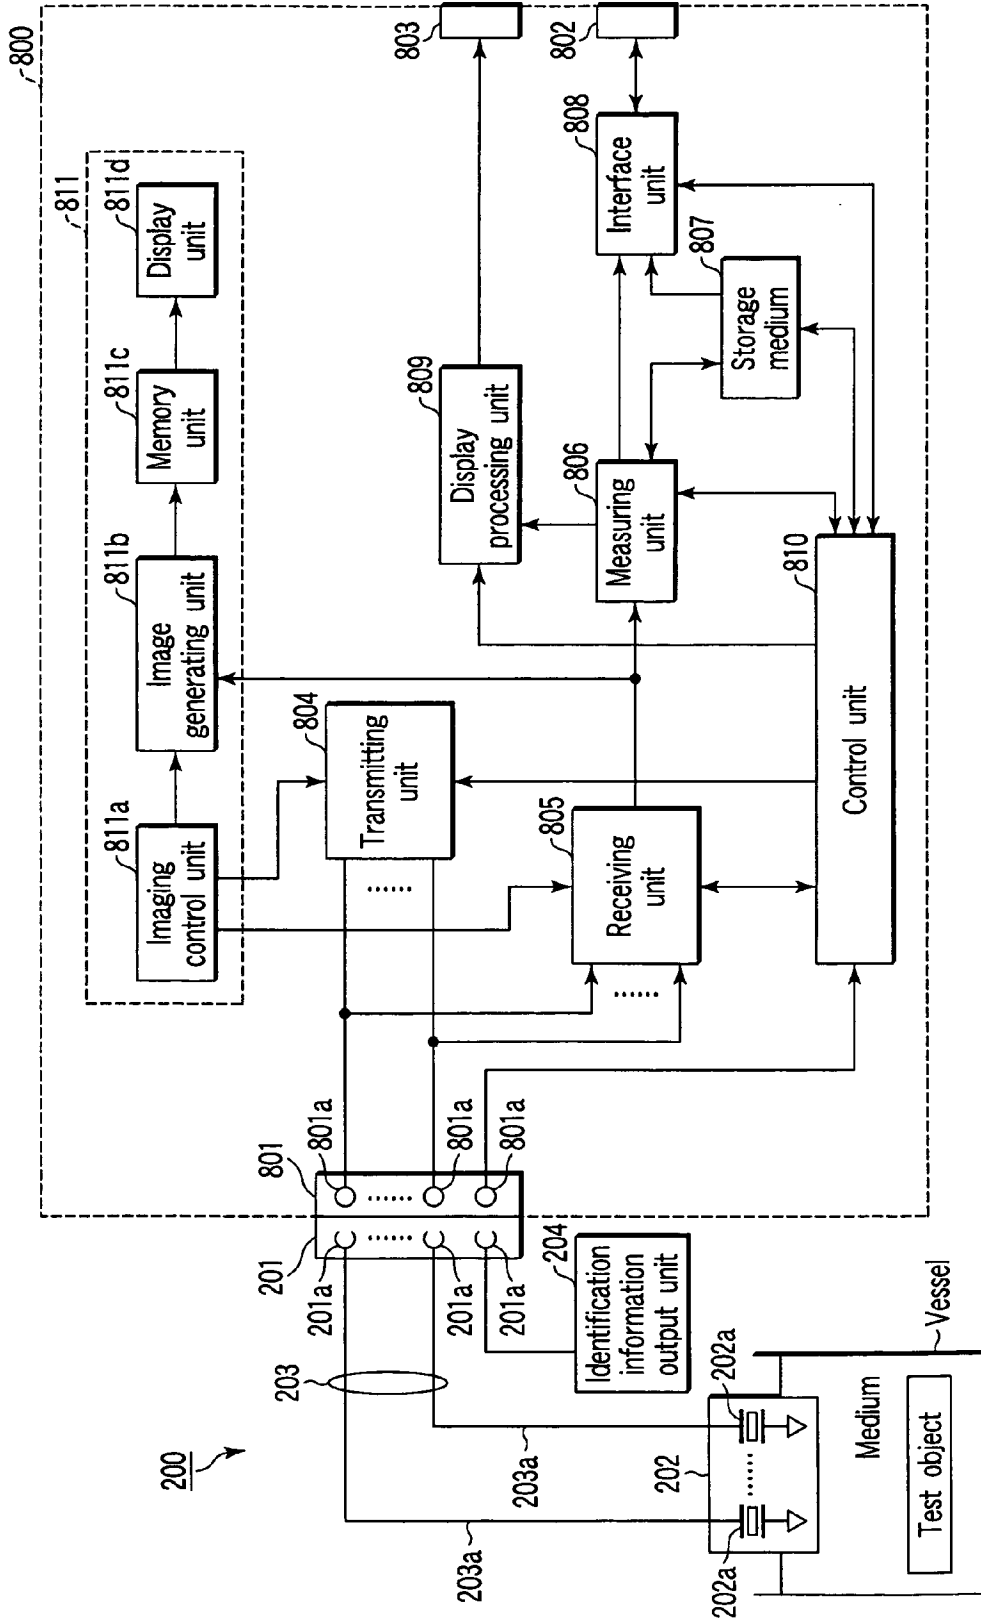 800
811
811a
Imaging
control unit
811b
Image
generating unit
811c
Memory
unit
811d
Display
unit
803
802
804
Transmitting
unit
809
Display
processing unit
805
Receiving
unit
806
Measuring
unit
808
Interface
unit
807
Storage
medium
810
Control unit
801
801a
801a
801a
201
201a
201a
201a
204
Identification
information
output unit
203
200
203a
203a
202
202a
202a
Vessel
Medium
Test object